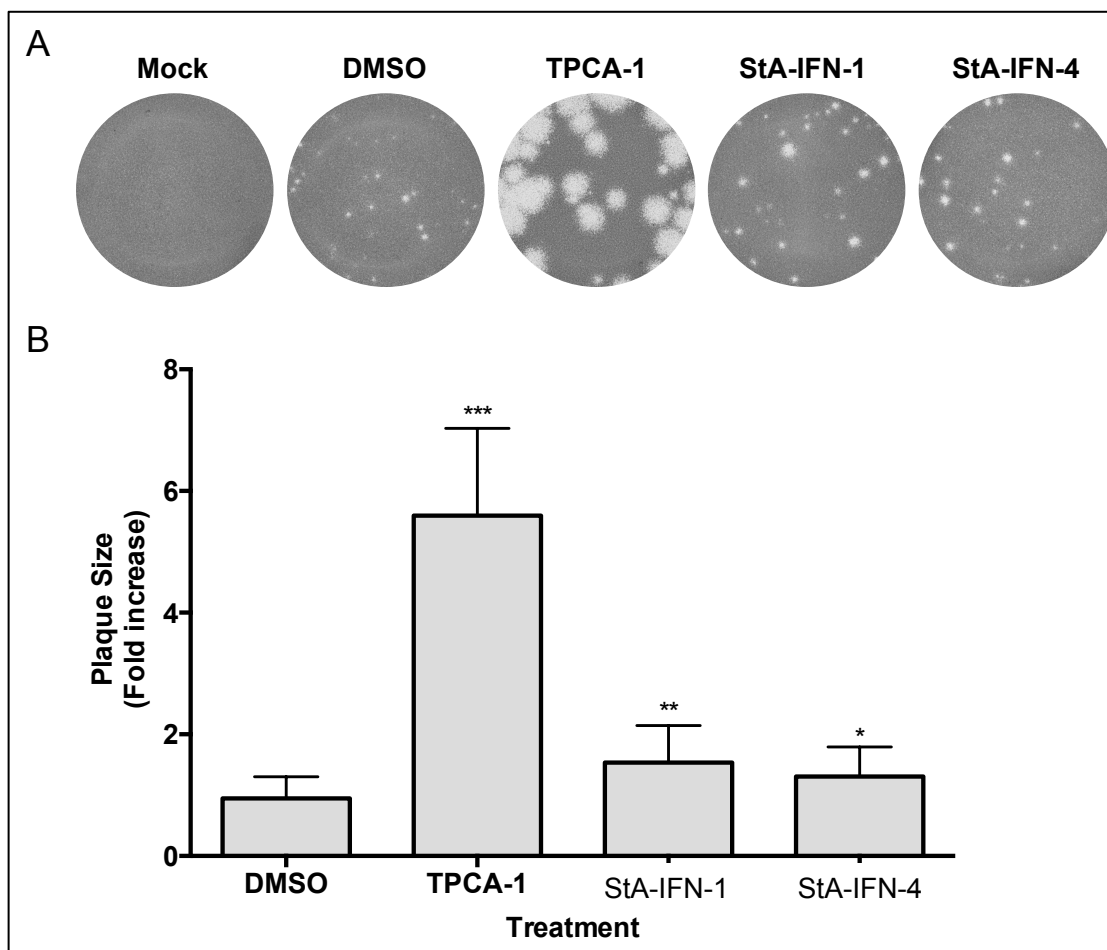 A
Mock DMSO TPCA-1 StA-IFN-1 StA-IFN-4
B
Plaque Size
(Fold increase)
8
6
4
2
0
***
**
*
DMSO TPCA-1 StA-IFN-1 StA-IFN-4
Treatment